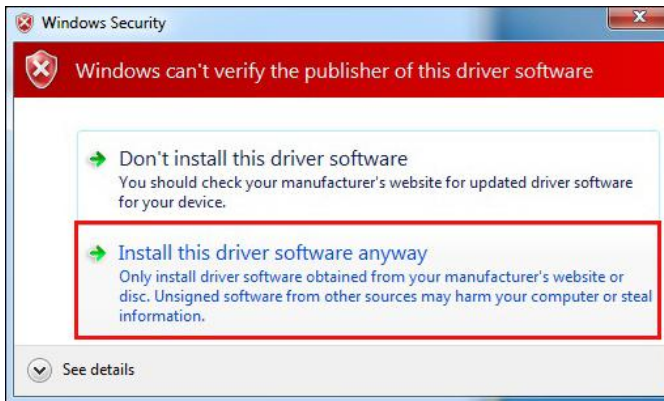 Windows Security
Windows can't verify the publisher of this driver software
Don't install this driver software
You should check your manufacturer's website for updated driver software
for your device.
Install this driver software anyway
Only install driver software obtained from your manufacturer's website or
disc. Unsigned software from other sources may harm your computer or steal
information.
See details